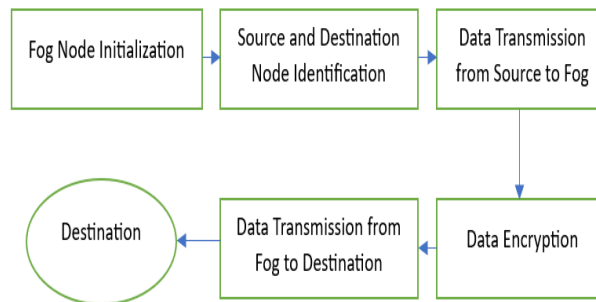 Fog Node Initialization
Source and Destination
Node Identification
Data Transmission
from Source to Fog
Destination
Data Transmission from
Fog to Destination
Data Encryption